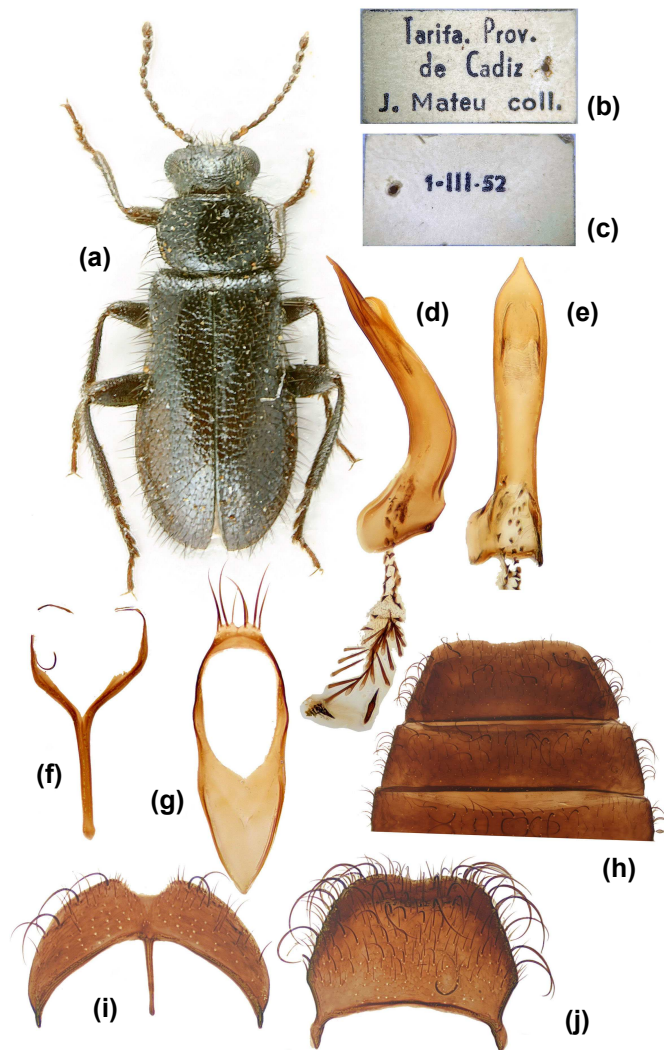 Tarifa. Prov.
de Cadiz
J. Mateu coll.
(b)
1-III-52
(c)
(a)
(d)
(e)
(f)
(g)
(h)
(i)
(j)